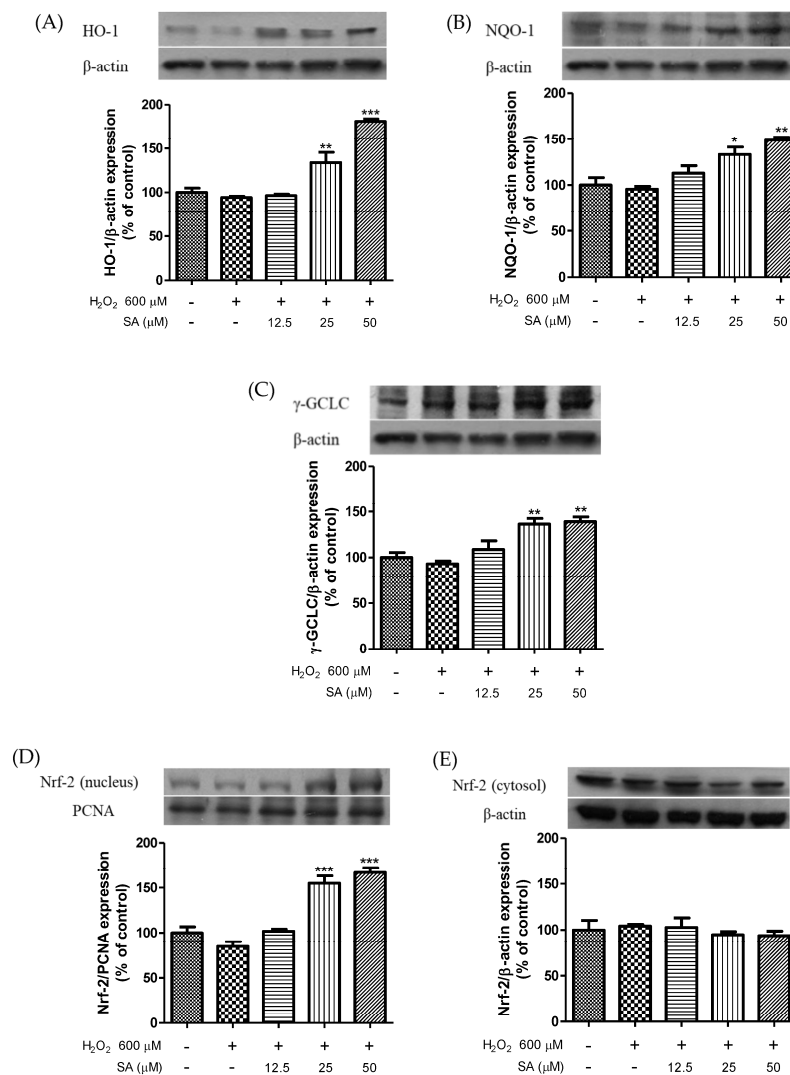 (A)
HO-1
β-actin
HO-1/β-actin expression
(% of control)
200
150
100
50
0
**
***
H₂O₂ 600 μM - + + + +
SA (μM) - - 12.5 25 50
(B)
NQO-1
β-actin
NQO-1/β-actin expression
(% of control)
200
150
100
50
0
*
**
H₂O₂ 600 μM - + + + +
SA (μM) - - 12.5 25 50
(C)
γ-GCLC
β-actin
γ-GCLC/β-actin expression
(% of control)
200
150
100
50
0
**
**
H₂O₂ 600 μM - + + + +
SA (μM) - - 12.5 25 50
(D)
Nrf-2 (nucleus)
PCNA
Nrf-2/PCNA expression
(% of control)
200
150
100
50
0
***
***
H₂O₂ 600 μM - + + + +
SA (μM) - - 12.5 25 50
(E)
Nrf-2 (cytosol)
β-actin
Nrf-2/β-actin expression
(% of control)
200
150
100
50
0
H₂O₂ 600 μM - + + + +
SA (μM) - - 12.5 25 50